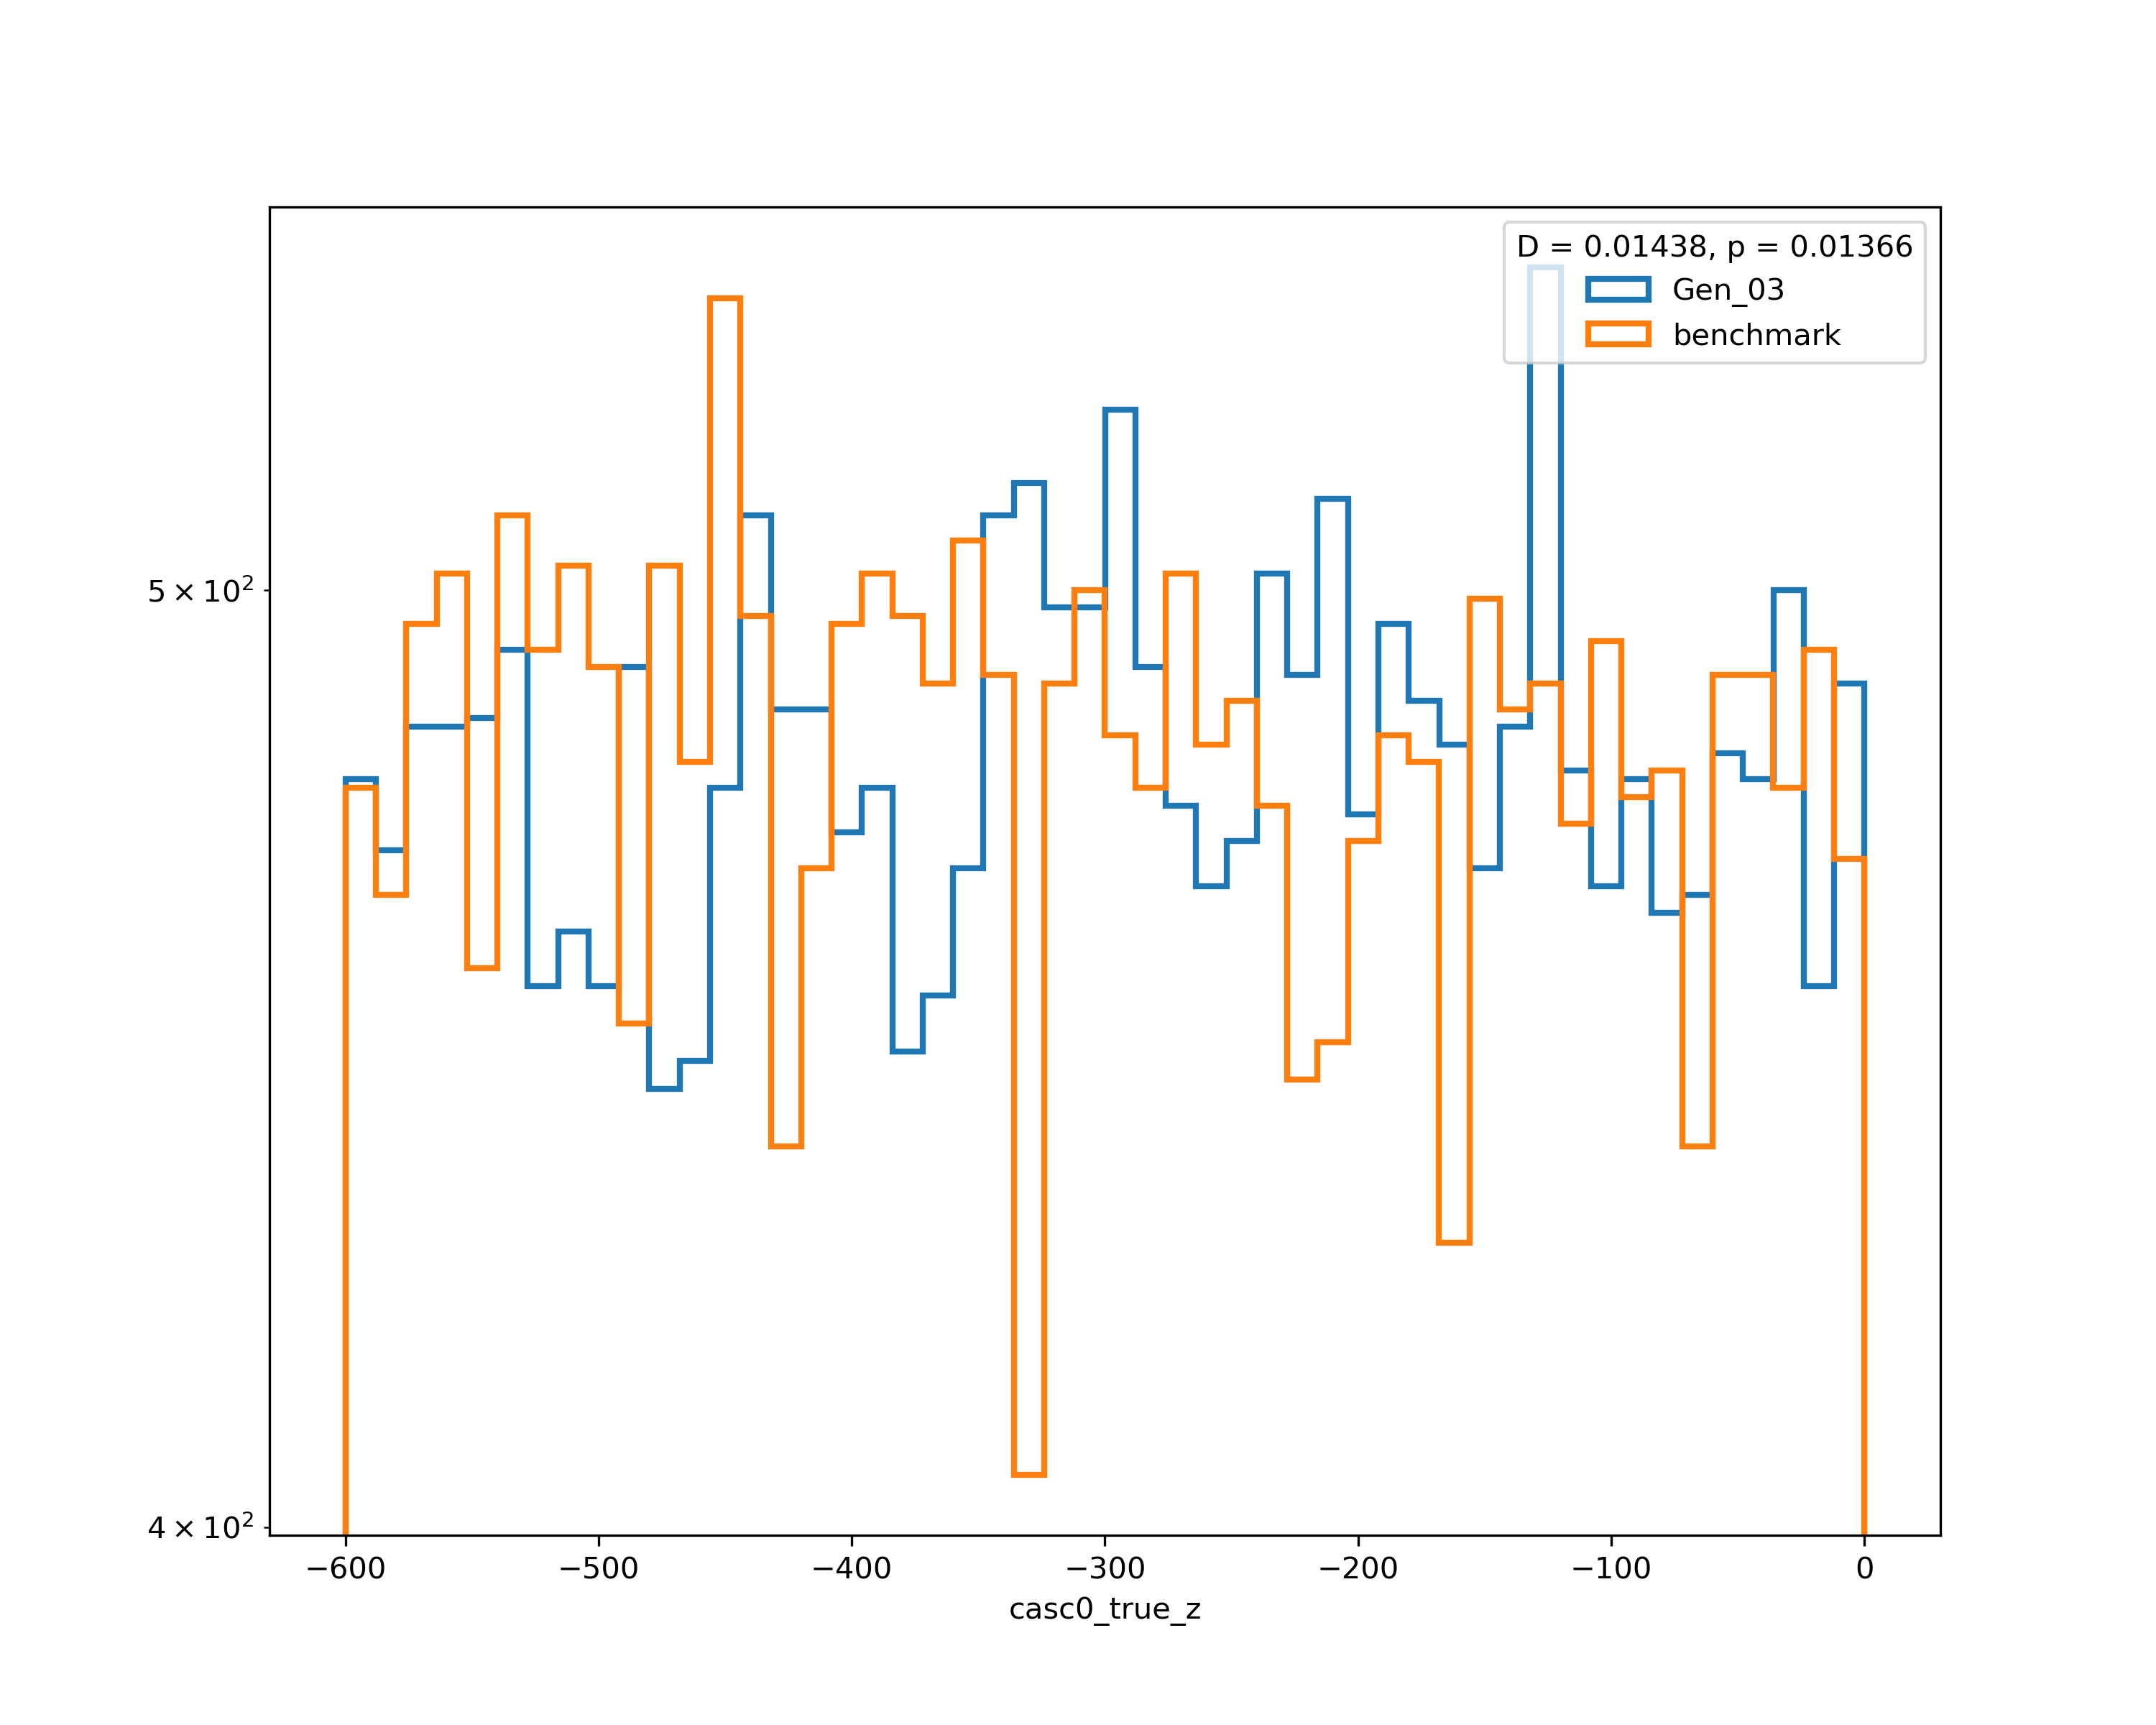 D = 0.01438, p = 0.01366
Gen_03
benchmark
5 × 10²
4 × 10²
−600 −500 −400 −300 −200 −100 0
casc0_true_z